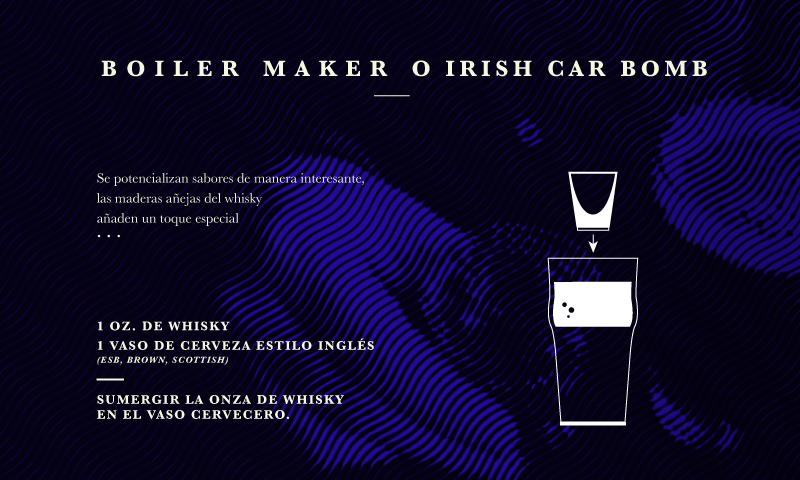 BOILER MAKER O IRISH CAR BOMB
Se potencializan sabores de manera interesante,
las maderas añejas del whisky
añaden un toque especial
• • •
1 OZ. DE WHISKY
1 VASO DE CERVEZA ESTILO INGLÉS
(ESB, BROWN, SCOTTISH)
SUMERGIR LA ONZA DE WHISKY
EN EL VASO CERVECERO.